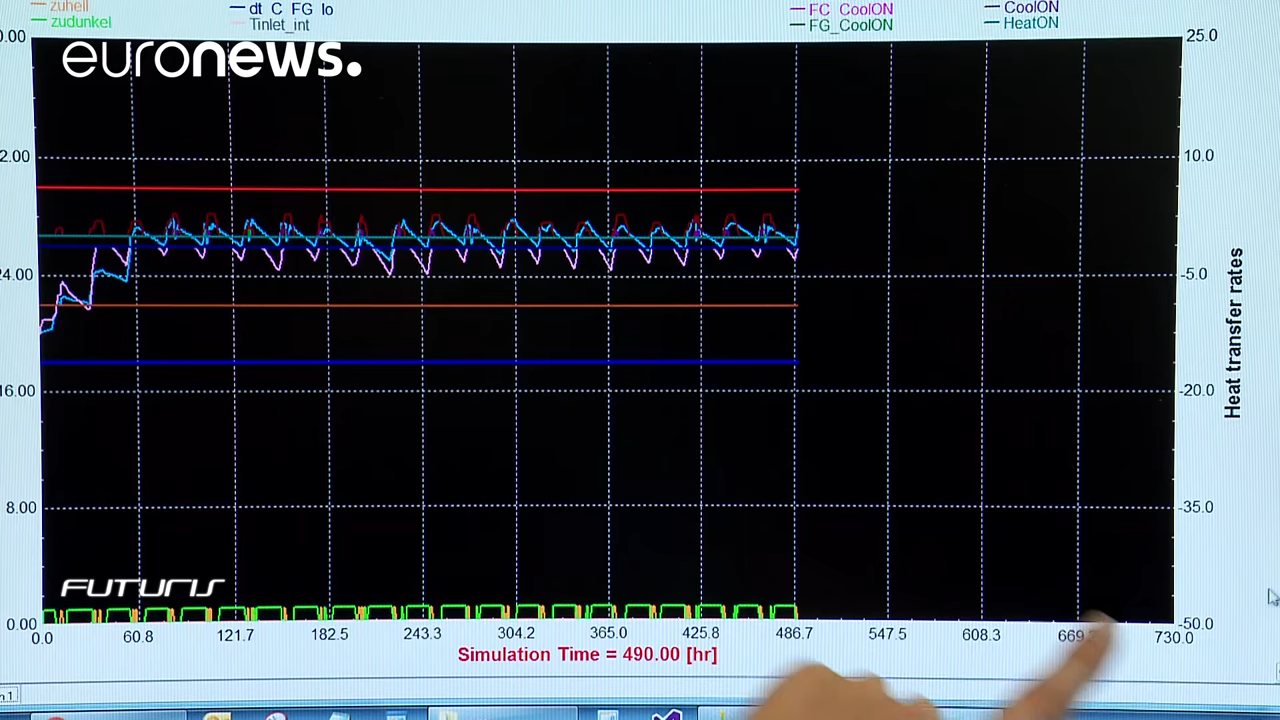 zuhell
dt_C_FG_lo
FC_CoolON
CoolON
zudunkel
Tinlet_int
FG_CoolON
HeatON
0.00
25.0
euronews.
2.00
10.0
24.00
-5.0
Heat transfer rates
16.00
-20.0
8.00
-35.0
FUTURIS
0.00
-50.0
0.0 60.8 121.7 182.5 243.3 304.2 365.0 425.8 486.7 547.5 608.3 669. 730.0
Simulation Time = 490.00 [hr]